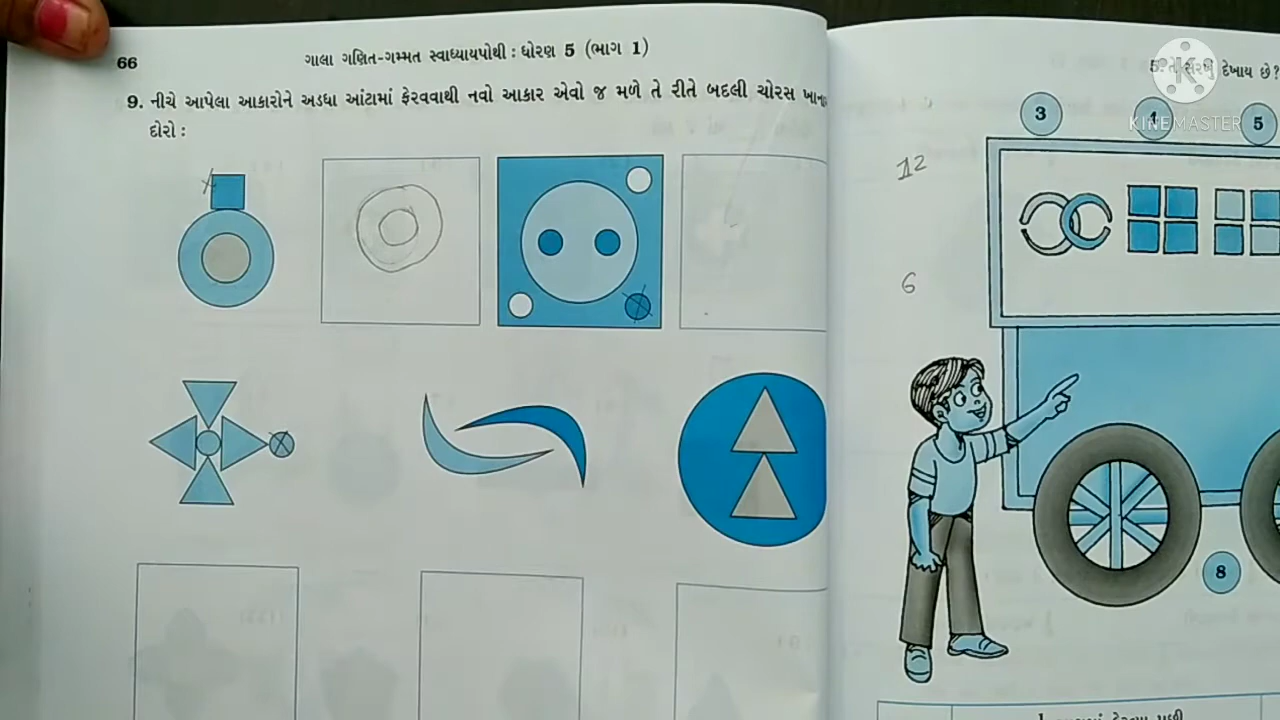 66
ગાલા ગણિત-ગમ્મત સ્વાધ્યાયપોથી : ધોરણ 5 (ભાગ 1)
9. નીચે આપેલા આકારોને અડધા આંટામાં ફેરવવાથી નવો આકાર એવો જ મળે તે રીતે બદલી ચોરસ
દોરો :
દેખાય છે?
KINEMASTER
3
4
5
12
6
8